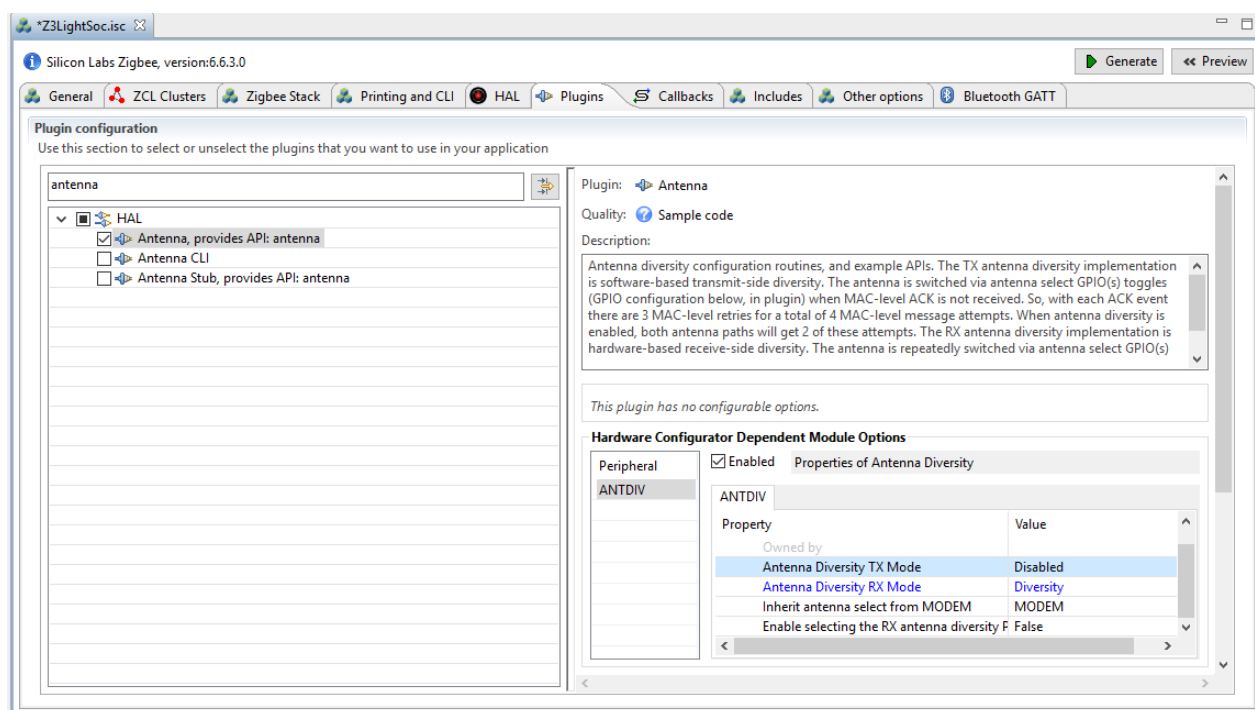 *Z3LightSoc.isc
Silicon Labs Zigbee, version:6.6.3.0
Generate
Preview
General
ZCL Clusters
Zigbee Stack
Printing and CLI
HAL
Plugins
Callbacks
Includes
Other options
Bluetooth GATT
Plugin configuration
Use this section to select or unselect the plugins that you want to use in your application
antenna
HAL
Antenna, provides API: antenna
Antenna CLI
Antenna Stub, provides API: antenna
Plugin: Antenna
Quality: Sample code
Description:
Antenna diversity configuration routines, and example APIs. The TX antenna diversity implementation
is software-based transmit-side diversity. The antenna is switched via antenna select GPIO(s) toggles
(GPIO configuration below, in plugin) when MAC-level ACK is not received. So, with each ACK event
there are 3 MAC-level retries for a total of 4 MAC-level message attempts. When antenna diversity is
enabled, both antenna paths will get 2 of these attempts. The RX antenna diversity implementation is
hardware-based receive-side diversity. The antenna is repeatedly switched via antenna select GPIO(s)
This plugin has no configurable options.
Hardware Configurator Dependent Module Options
Peripheral
ANTDIV
Enabled Properties of Antenna Diversity
ANTDIV
Property Value
Owned by
Antenna Diversity TX Mode Disabled
Antenna Diversity RX Mode Diversity
Inherit antenna select from MODEM MODEM
Enable selecting the RX antenna diversity P False